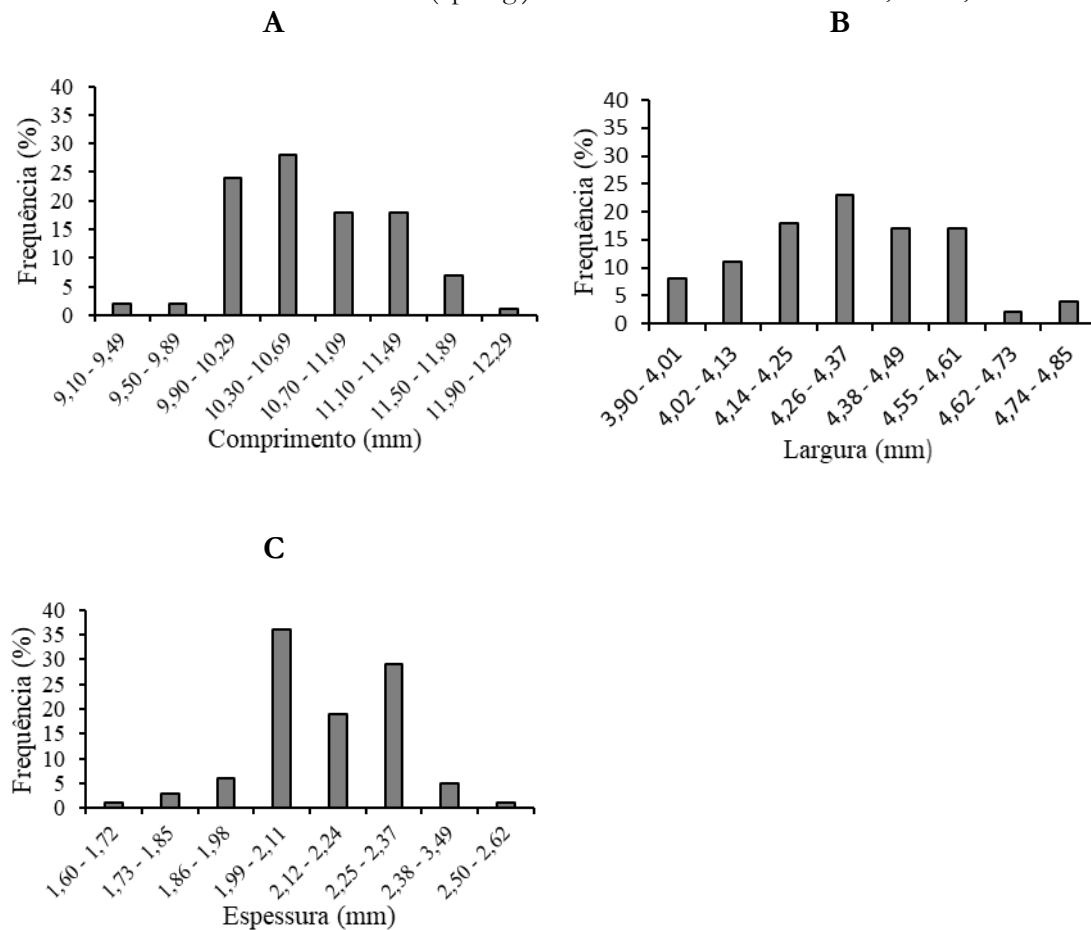 A
B
Frequência (%)
40
35
30
25
20
15
10
5
0
9,10 - 9,49
9,50 - 9,89
9,90 - 10,29
10,30 - 10,69
10,70 - 11,09
11,10 - 11,49
11,50 - 11,89
11,90 - 12,29
Comprimento (mm)
Frequência (%)
40
35
30
25
20
15
10
5
0
3,90 - 4,01
4,02 - 4,13
4,14 - 4,25
4,26 - 4,37
4,38 - 4,49
4,55 - 4,61
4,62 - 4,73
4,74 - 4,85
Largura (mm)
C
Frequência (%)
40
35
30
25
20
15
10
5
0
1,60 - 1,72
1,73 - 1,85
1,86 - 1,98
1,99 - 2,11
2,12 - 2,24
2,25 - 2,37
2,38 - 3,49
2,50 - 2,62
Espessura (mm)